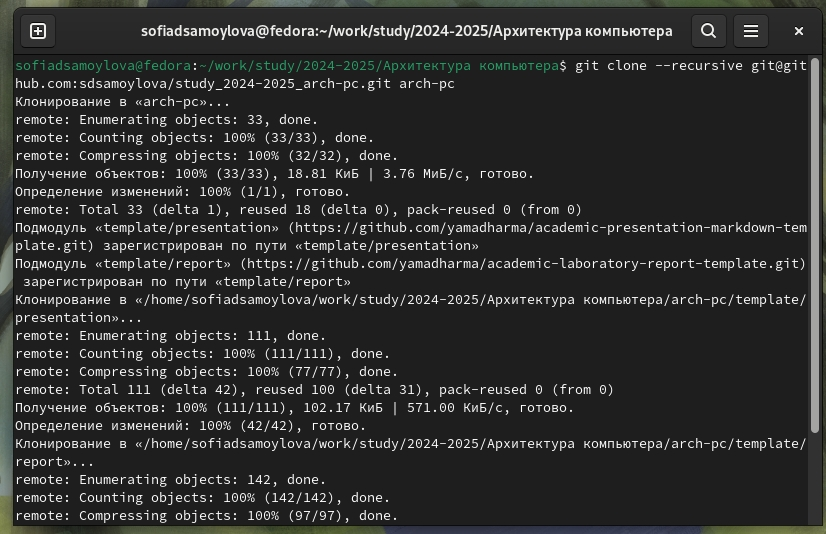 sofiadsamoylova@fedora:~/work/study/2024-2025/Архитектура компьютера
sofiadsamoylova@fedora:~/work/study/2024-2025/Архитектура компьютера$ git clone --recursive git@git
hub.com:sdsamoylova/study_2024-2025_arch-pc.git arch-pc
Клонирование в «arch-pc»...
remote: Enumerating objects: 33, done.
remote: Counting objects: 100% (33/33), done.
remote: Compressing objects: 100% (32/32), done.
Получение объектов: 100% (33/33), 18.81 КиБ | 3.76 МиБ/с, готово.
Определение изменений: 100% (1/1), готово.
remote: Total 33 (delta 1), reused 18 (delta 0), pack-reused 0 (from 0)
Подмодуль «template/presentation» (https://github.com/yamadharma/academic-presentation-markdown-tem
plate.git) зарегистрирован по пути «template/presentation»
Подмодуль «template/report» (https://github.com/yamadharma/academic-laboratory-report-template.git)
 зарегистрирован по пути «template/report»
Клонирование в «/home/sofiadsamoylova/work/study/2024-2025/Архитектура компьютера/arch-pc/template/
presentation»...
remote: Enumerating objects: 111, done.
remote: Counting objects: 100% (111/111), done.
remote: Compressing objects: 100% (77/77), done.
remote: Total 111 (delta 42), reused 100 (delta 31), pack-reused 0 (from 0)
Получение объектов: 100% (111/111), 102.17 КиБ | 571.00 КиБ/с, готово.
Определение изменений: 100% (42/42), готово.
Клонирование в «/home/sofiadsamoylova/work/study/2024-2025/Архитектура компьютера/arch-pc/template/
report»...
remote: Enumerating objects: 142, done.
remote: Counting objects: 100% (142/142), done.
remote: Compressing objects: 100% (97/97), done.